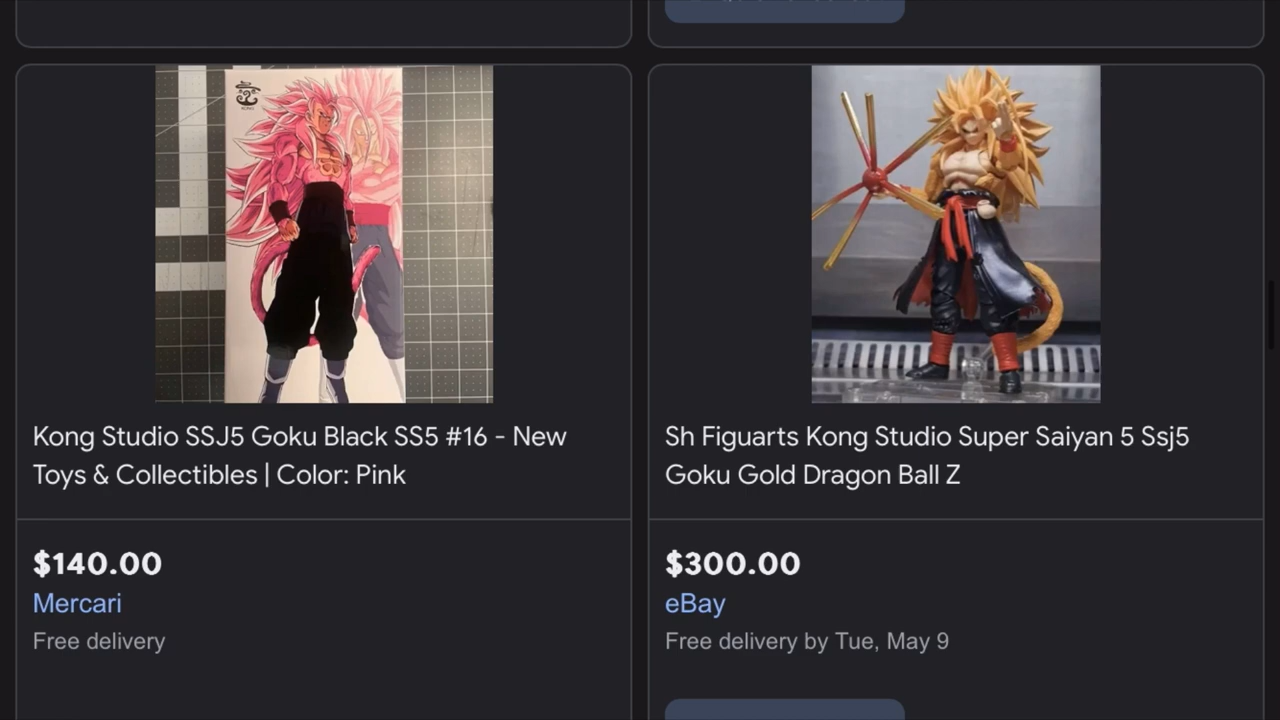 Kong Studio SSJ5 Goku Black SS5 #16 - New
Toys & Collectibles | Color: Pink
$140.00
Mercari
Free delivery
Sh Figuarts Kong Studio Super Saiyan 5 Ssj5
Goku Gold Dragon Ball Z
$300.00
eBay
Free delivery by Tue, May 9